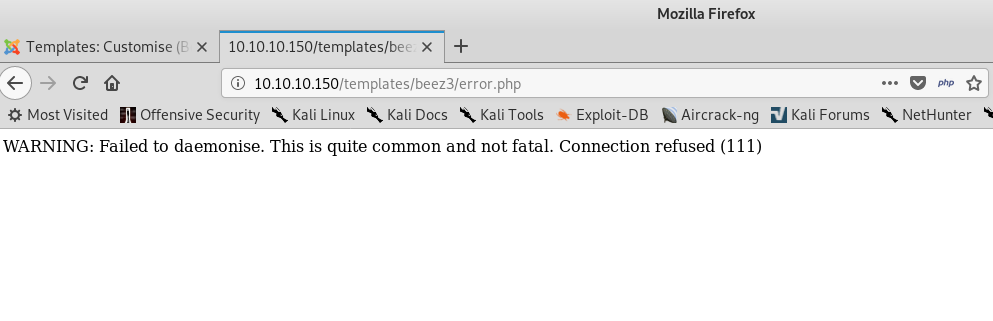 Mozilla Firefox
Templates: Customise (B
10.10.10.150/templates/bee
10.10.10.150/templates/beez3/error.php
php
Most Visited Offensive Security Kali Linux Kali Docs Kali Tools Exploit-DB Aircrack-ng Kali Forums NetHunter
WARNING: Failed to daemonise. This is quite common and not fatal. Connection refused (111)